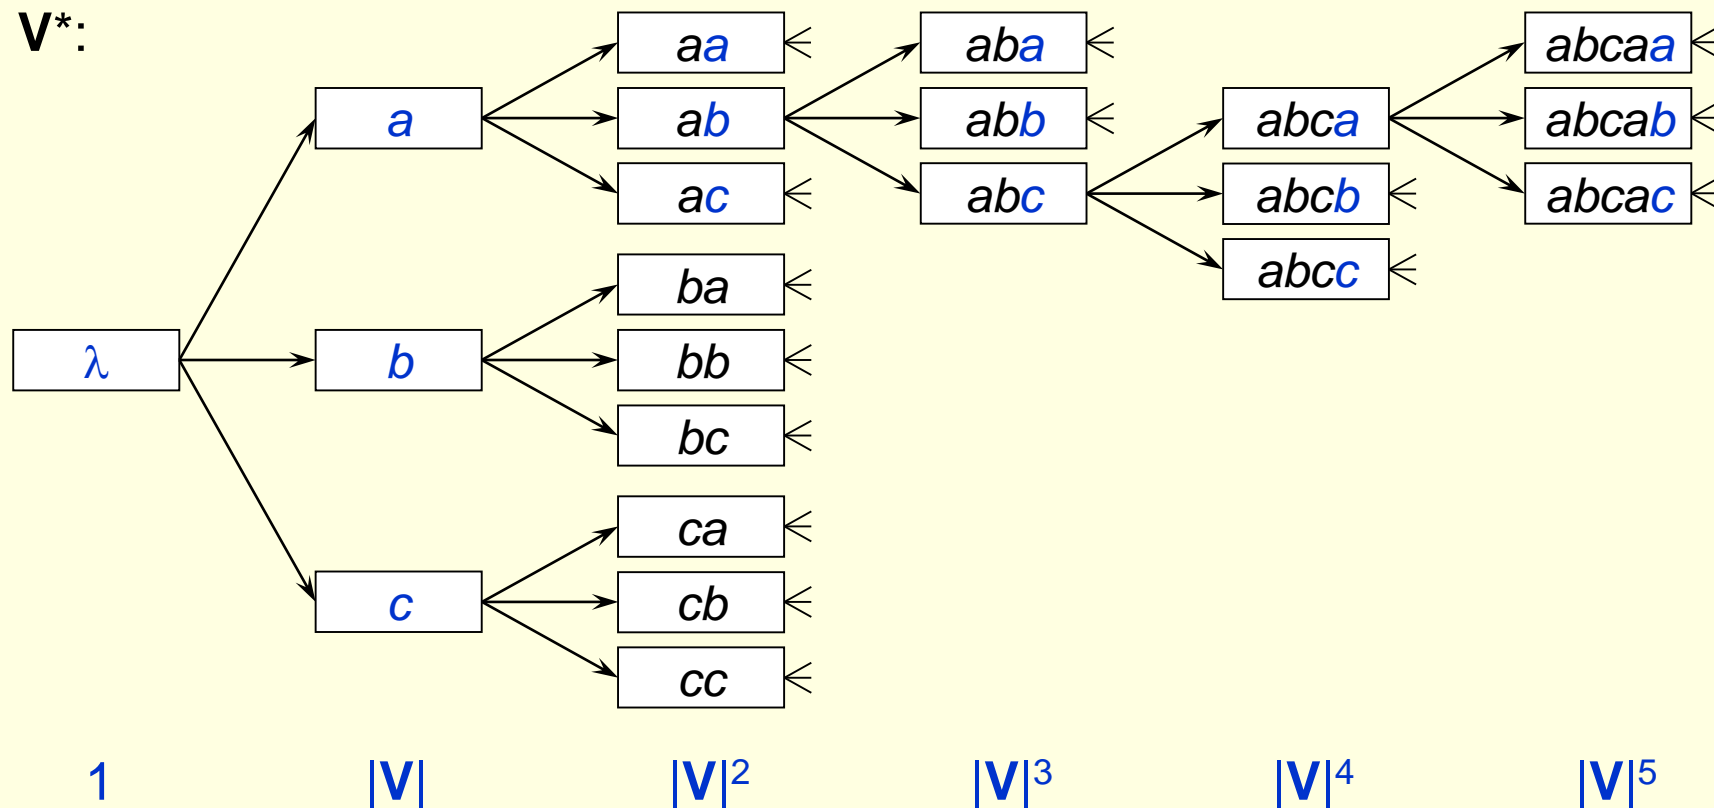 V*:
aa aba abcaa
a ab abb abca abcab
ac abc abcb abcac
ba abcc
λ b bb
bc
ca
c cb
cc
1 |V| |V|² |V|³ |V|⁴ |V|⁵